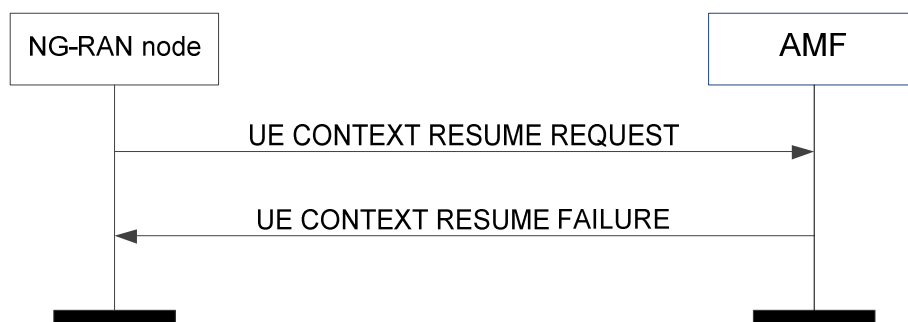 NG-RAN node
AMF
UE CONTEXT RESUME REQUEST
UE CONTEXT RESUME FAILURE